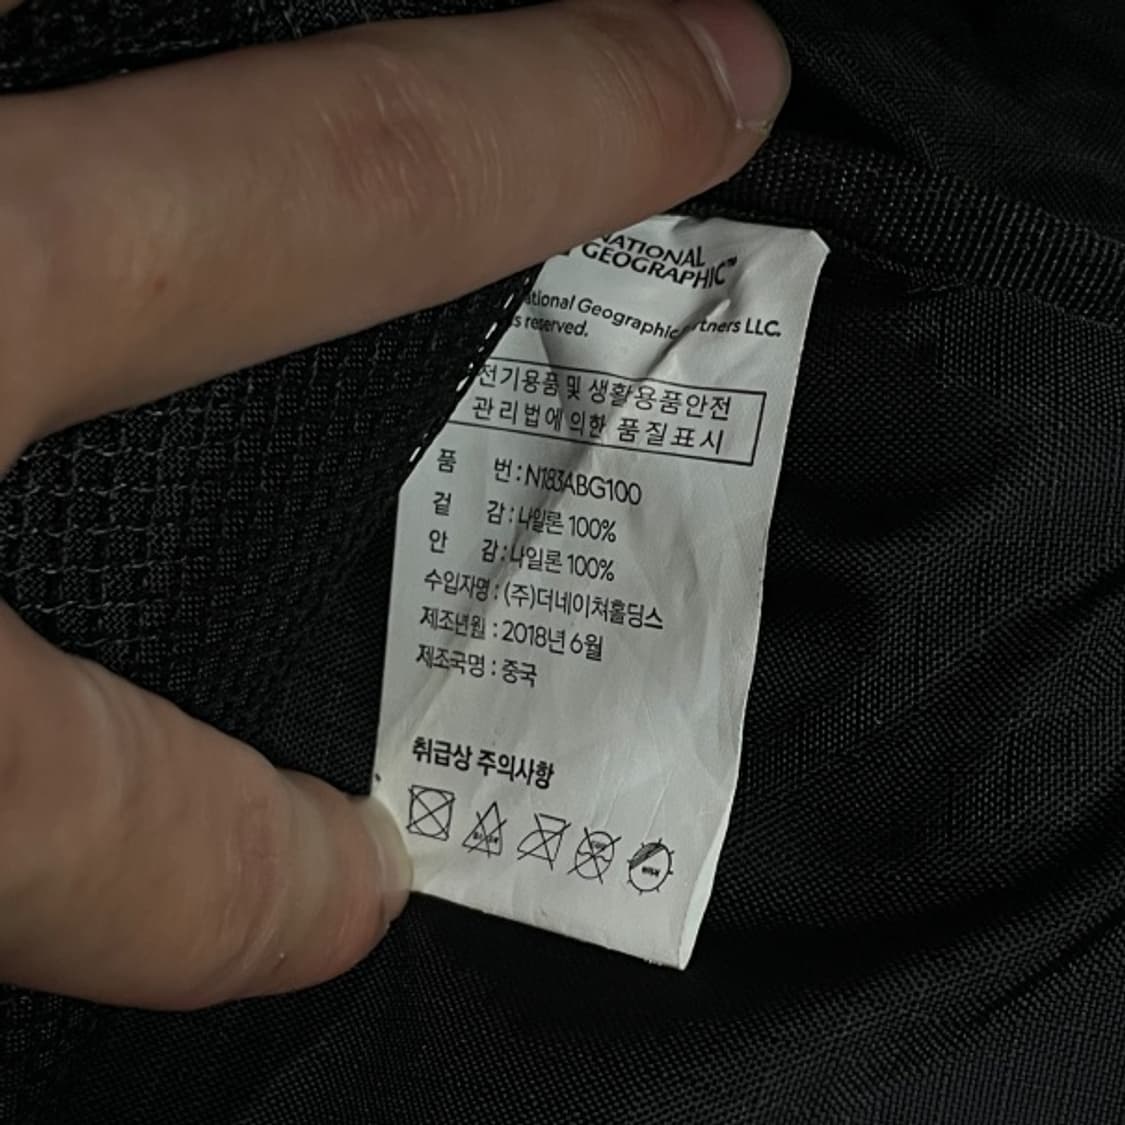 NATIONAL
GEOGRAPHIC™
National Geographic Partners LLC.
reserved.
전기용품 및 생활용품안전
관리법에 의한 품질표시
품 번 : N183ABG100
겉 감 : 나일론 100%
안 감 : 나일론 100%
수입자명 : (주)더네이쳐홀딩스
제조년월 : 2018년 6월
제조국명 : 중국
취급상 주의사항